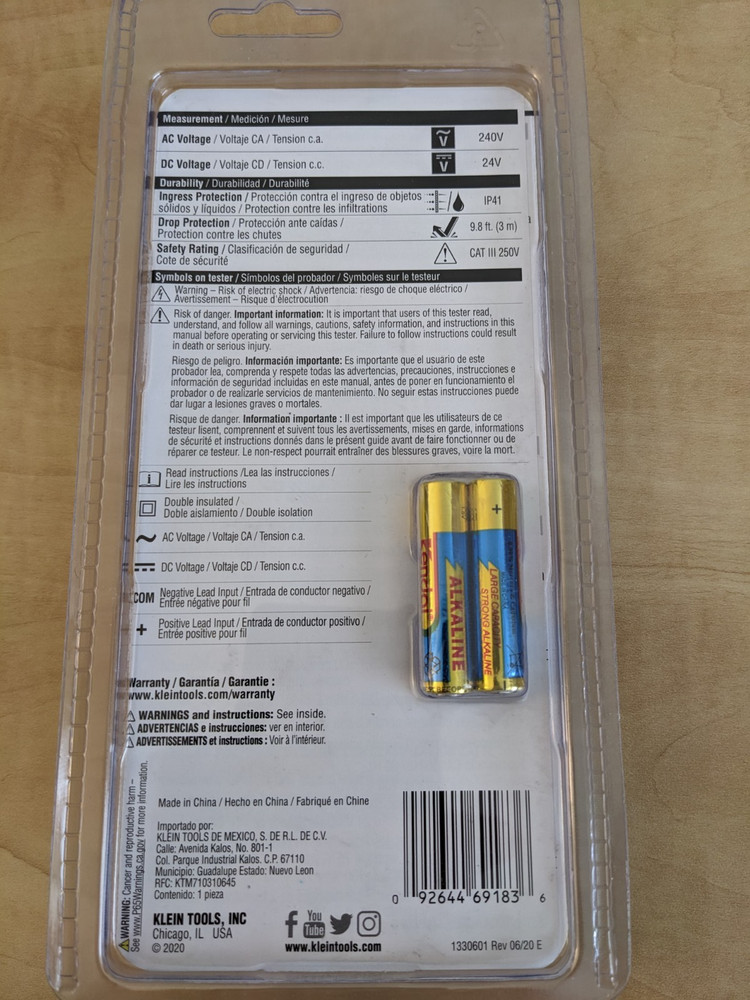 Measurement / Medición / Mesure
AC Voltage / Voltaje CA / Tension c.a. V 240V
DC Voltage / Voltaje CD / Tension c.c. V 24V
Durability / Durabilidad / Durabilité
Ingress Protection / Protección contra el ingreso de objetos
sólidos y líquidos / Protection contre les infiltrations IP41
Drop Protection / Protección ante caídas /
Protection contre les chutes 9.8 ft. (3 m)
Safety Rating / Clasificación de seguridad /
Cote de sécurité CAT III 250V
Symbols on tester / Símbolos del probador / Symboles sur le testeur
Warning – Risk of electric shock / Advertencia: riesgo de choque eléctrico /
Avertissement – Risque d'électrocution
Risk of danger. Important information: It is important that users of this tester read,
understand, and follow all warnings, cautions, safety information, and instructions in this
manual before operating or servicing this tester. Failure to follow instructions could result
in death or serious injury.
Riesgo de peligro. Información importante: Es importante que el usuario de este
probador lea, comprenda y respete todas las advertencias, precauciones, instrucciones e
información de seguridad incluidas en este manual, antes de poner en funcionamiento el
probador o de realizarle servicios de mantenimiento. No seguir estas instrucciones puede
dar lugar a lesiones graves o mortales.
Risque de danger. Information importante : Il est important que les utilisateurs de ce
testeur lisent, comprennent et suivent tous les avertissements, mises en garde, informations
de sécurité et instructions donnés dans le présent guide avant de faire fonctionner ou de
réparer ce testeur. Le non-respect pourrait entraîner des blessures graves, voire la mort.
Read instructions /Lea las instrucciones /
Lire les instructions
Double insulated /
Doble aislamiento / Double isolation
AC Voltage / Voltaje CA / Tension c.a.
DC Voltage / Voltaje CD / Tension c.c.
COM Negative Lead Input / Entrada de conductor negativo /
Entrée négative pour fil
+ Positive Lead Input / Entrada de conductor positivo /
Entrée positive pour fil
ALKALINE
+
LARGE CAPACITY
STRONG ALKALINE
Warranty / Garantía / Garantie :
www.kleintools.com/warranty
WARNINGS and instructions: See inside.
ADVERTENCIAS e instrucciones: ver en interior.
ADVERTISSEMENTS et instructions : Voir à l'intérieur.
WARNING: Cancer and reproductive harm –
See www.P65Warnings.ca.gov for more information.
Made in China / Hecho en China / Fabriqué en Chine
Importado por:
KLEIN TOOLS DE MEXICO, S. DE R.L. DE C.V.
Calle: Avenida Kalos, No. 801-1
Col. Parque Industrial Kalos. C.P. 67110
Municipio: Guadalupe Estado: Nuevo Leon
RFC: KTM710310645
Contenido: 1 pieza
0 92644 69183 6
KLEIN TOOLS, INC
Chicago, IL USA
© 2020
f You Tube
www.kleintools.com
1330601 Rev 06/20 E